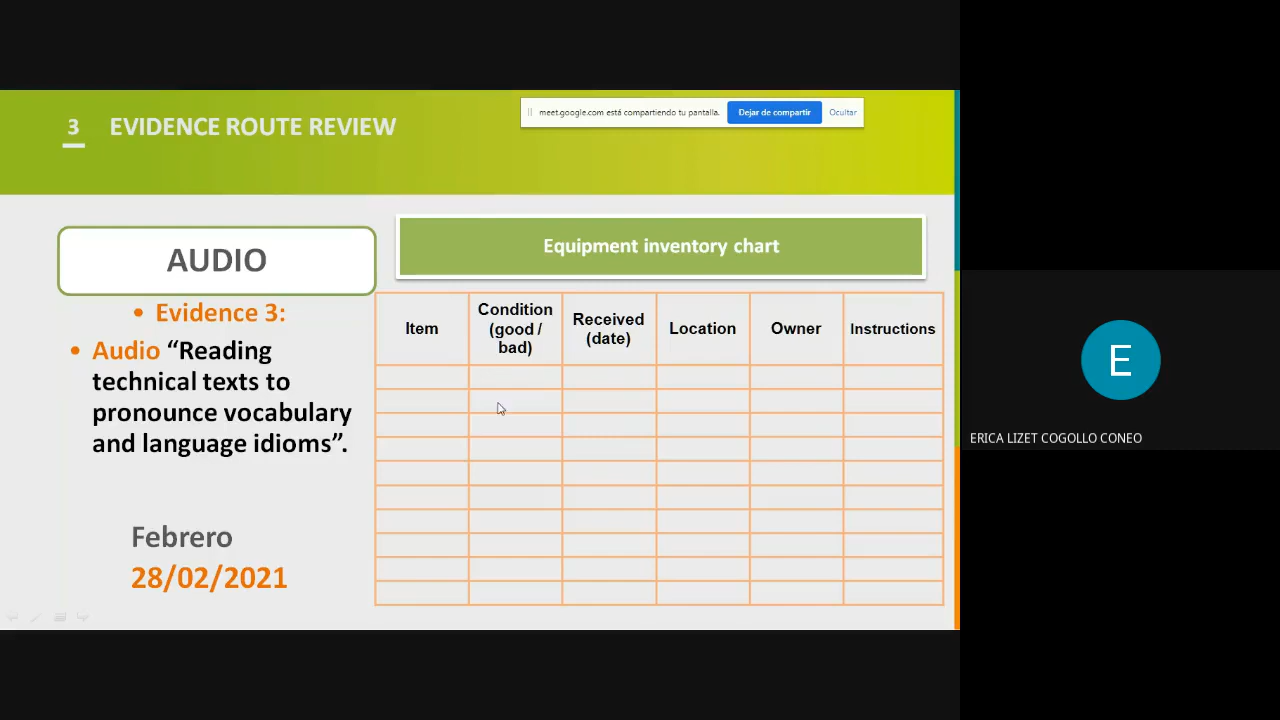 3 EVIDENCE ROUTE REVIEW
meet.google.com está compartiendo tu pantalla. Dejar de compartir Ocultar
AUDIO
• Evidence 3:
• Audio “Reading
technical texts to
pronounce vocabulary
and language idioms”.
Febrero
28/02/2021
Equipment inventory chart
Item
Condition
(good /
bad)
Received
(date)
Location
Owner
Instructions
E
ERICA LIZET COGOLLO CONEO